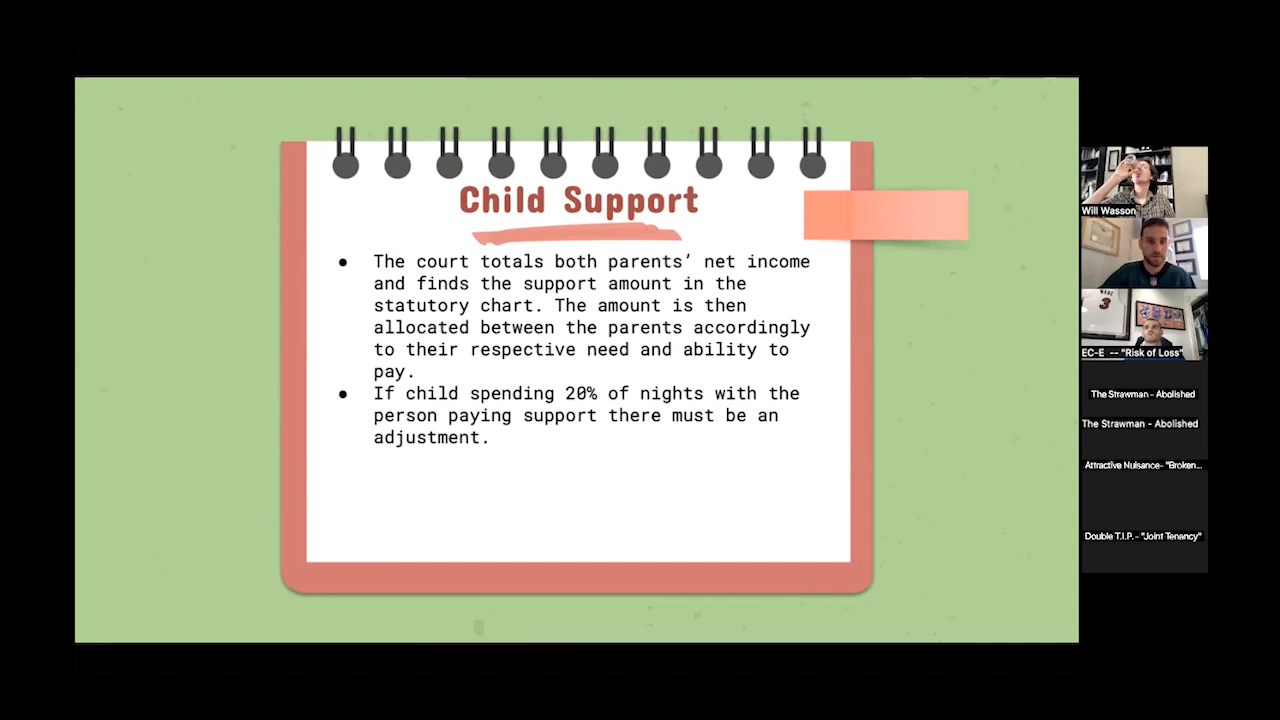 Child Support
● The court totals both parents’ net income
and finds the support amount in the
statutory chart. The amount is then
allocated between the parents accordingly
to their respective need and ability to
pay.
● If child spending 20% of nights with the
person paying support there must be an
adjustment.
Will Wasson
WADE
3
EC-E -- "Risk of Loss"
The Strawman - Abolished
The Strawman - Abolished
Attractive Nuisance- "Broken...
Double T.I.P. - "Joint Tenancy"